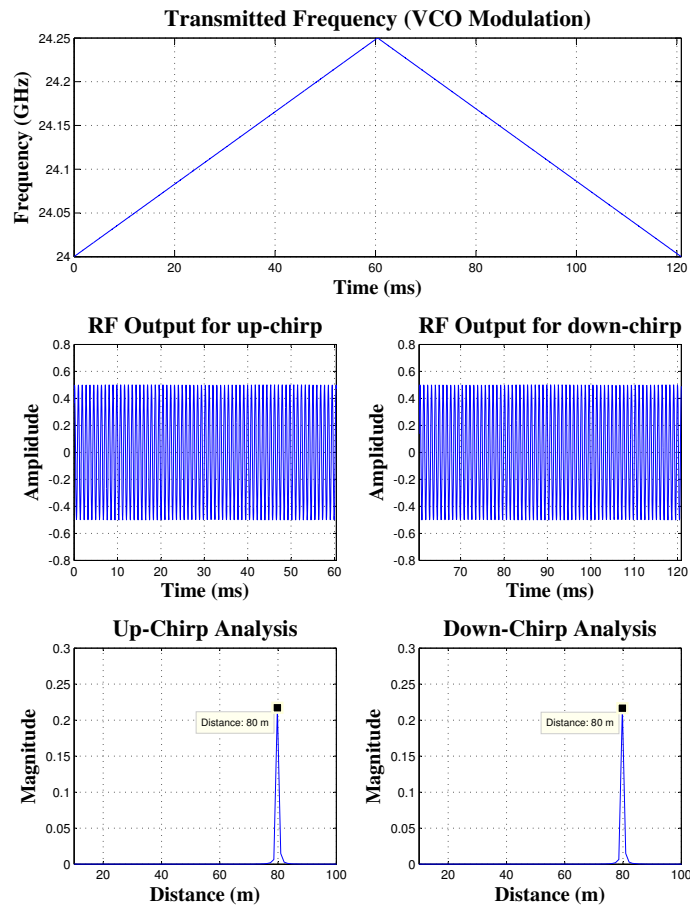 Transmitted Frequency (VCO Modulation)
Frequency (GHz)
24.25
24.2
24.15
24.1
24.05
24
0 20 40 60 80 100 120
Time (ms)
RF Output for up-chirp
Amplidude
0.8
0.6
0.4
0.2
0
-0.2
-0.4
-0.6
-0.8
0 10 20 30 40 50 60
Time (ms)
RF Output for down-chirp
Amplidude
0.8
0.6
0.4
0.2
0
-0.2
-0.4
-0.6
-0.8
70 80 90 100 110 120
Time (ms)
Up-Chirp Analysis
Magnitude
0.3
0.25
0.2
0.15
0.1
0.05
0
Distance: 80 m
20 40 60 80 100
Distance (m)
Down-Chirp Analysis
Magnitude
0.3
0.25
0.2
0.15
0.1
0.05
0
Distance: 80 m
20 40 60 80 100
Distance (m)